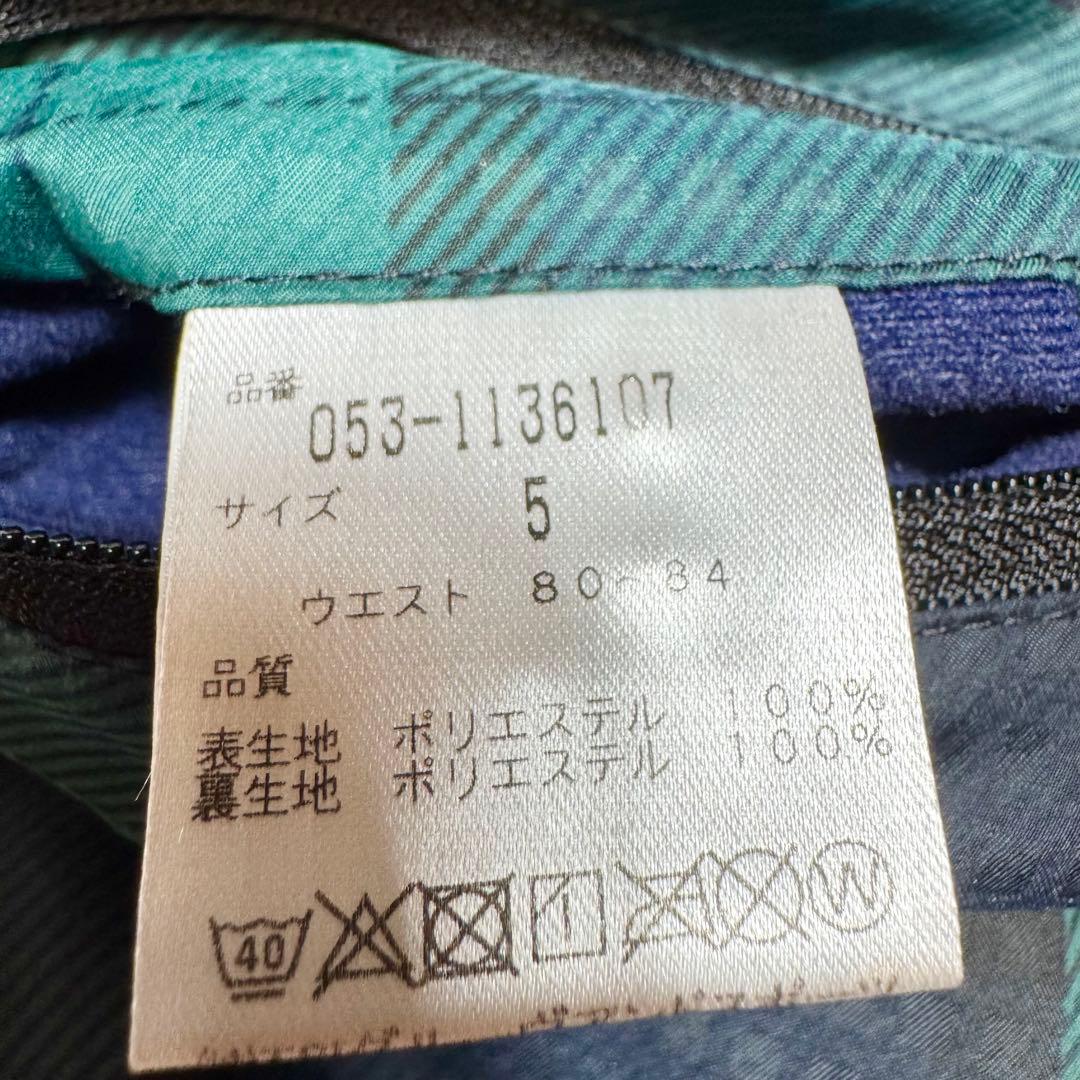 品番
053-1136107
サイズ 5
ウエスト 80~84
品質
表生地 ポリエステル 100%
裏生地 ポリエステル 100%
40 W